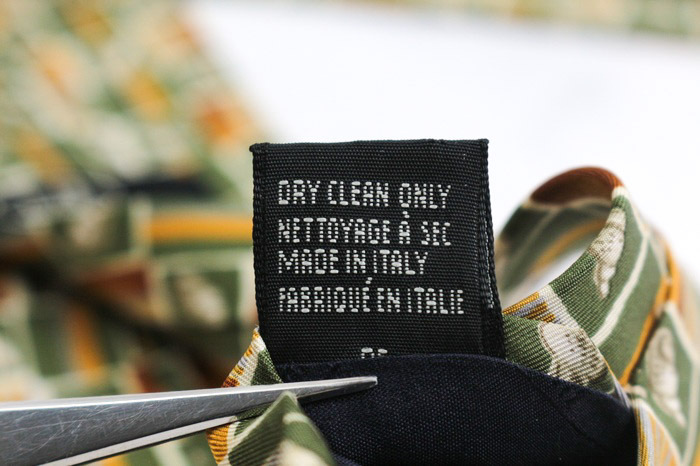 DRY CLEAN ONLY
NETTOYAGE À SEC
MADE IN ITALY
FABRIQUÉ EN ITALIE